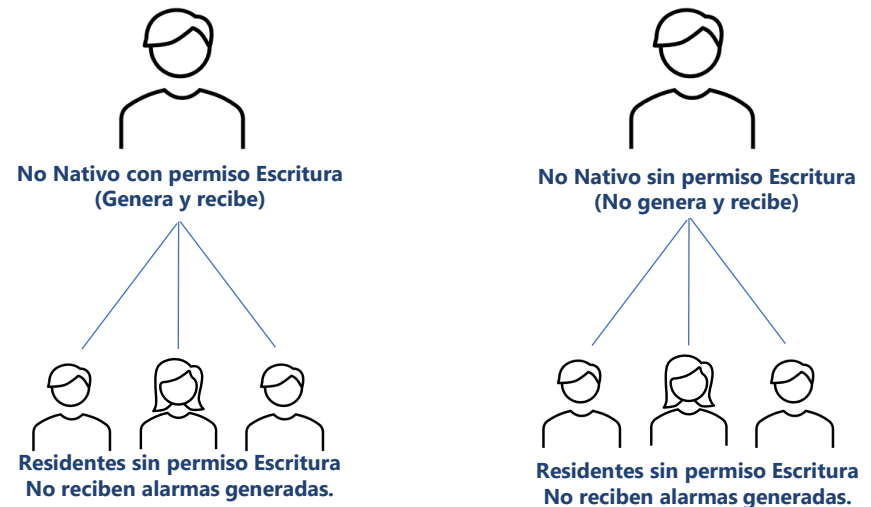 No Nativo con permiso Escritura
(Genera y recibe)
No Nativo sin permiso Escritura
(No genera y recibe)
Residentes sin permiso Escritura
No reciben alarmas generadas.
Residentes sin permiso Escritura
No reciben alarmas generadas.